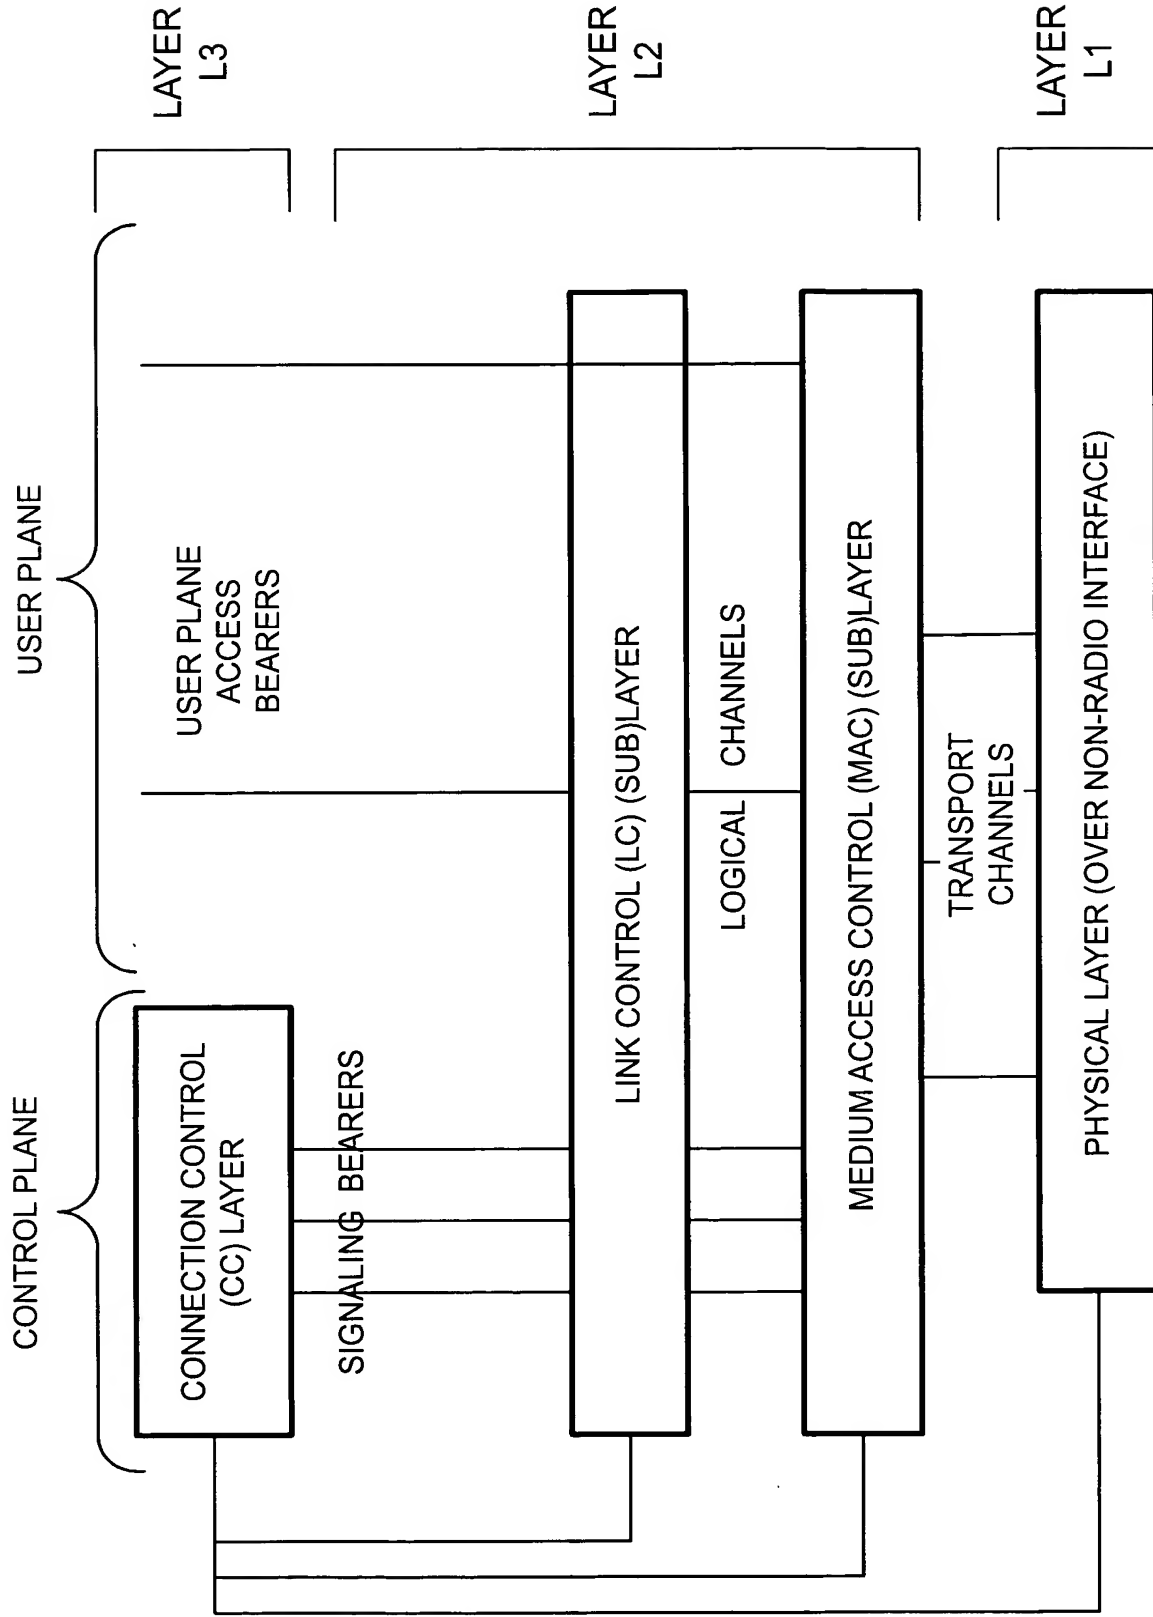 CONTROL PLANE
USER PLANE
CONNECTION CONTROL
(CC) LAYER
USER PLANE
ACCESS
BEARERS
LAYER
L3
SIGNALING BEARERS
LINK CONTROL (LC) (SUB)LAYER
LOGICAL CHANNELS
LAYER
L2
MEDIUM ACCESS CONTROL (MAC) (SUB)LAYER
TRANSPORT
CHANNELS
PHYSICAL LAYER (OVER NON-RADIO INTERFACE)
LAYER
L1